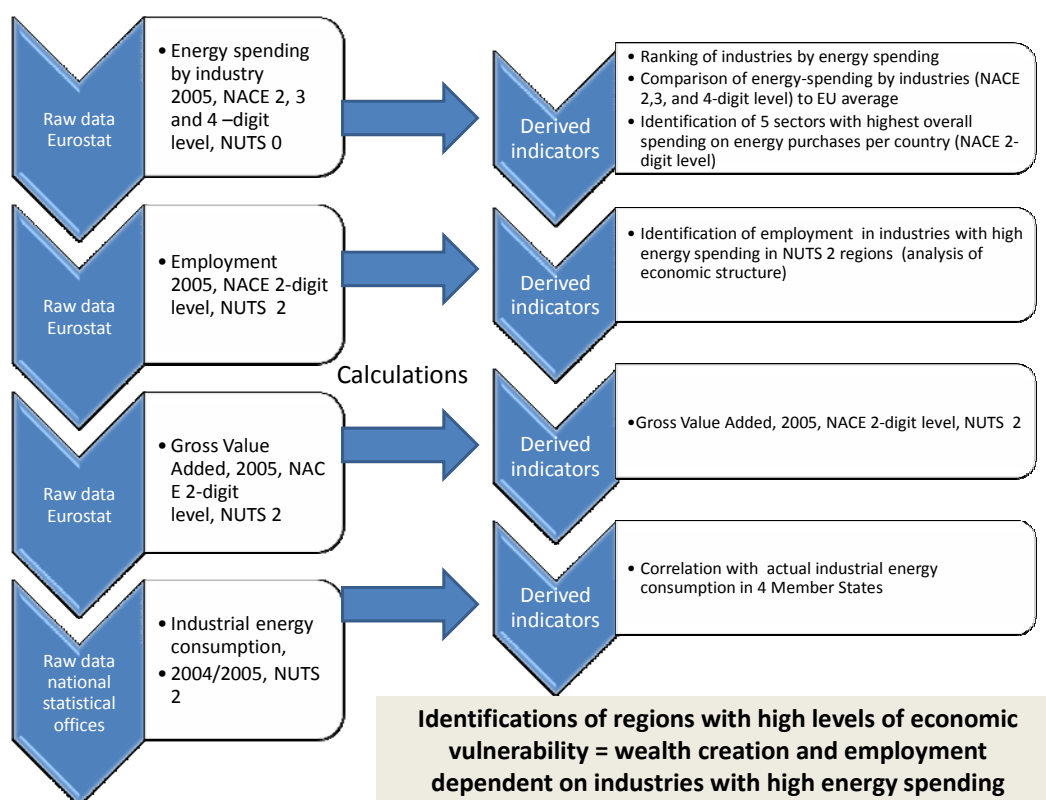 Raw data
Eurostat
• Energy spending
by industry
2005, NACE 2, 3
and 4 –digit
level, NUTS 0
Derived
indicators
• Ranking of industries by energy spending
• Comparison of energy-spending by industries (NACE
2,3, and 4-digit level) to EU average
• Identification of 5 sectors with highest overall
spending on energy purchases per country (NACE 2-
digit level)
Raw data
Eurostat
• Employment
2005, NACE 2-digit
level, NUTS 2
Derived
indicators
• Identification of employment in industries with high
energy spending in NUTS 2 regions (analysis of
economic structure)
Calculations
Raw data
Eurostat
• Gross Value
Added, 2005, NAC
E 2-digit
level, NUTS 2
Derived
indicators
•Gross Value Added, 2005, NACE 2-digit level, NUTS 2
Raw data
national
statistical
offices
• Industrial energy
consumption,
• 2004/2005, NUTS
2
Derived
indicators
• Correlation with actual industrial energy
consumption in 4 Member States
Identifications of regions with high levels of economic
vulnerability = wealth creation and employment
dependent on industries with high energy spending